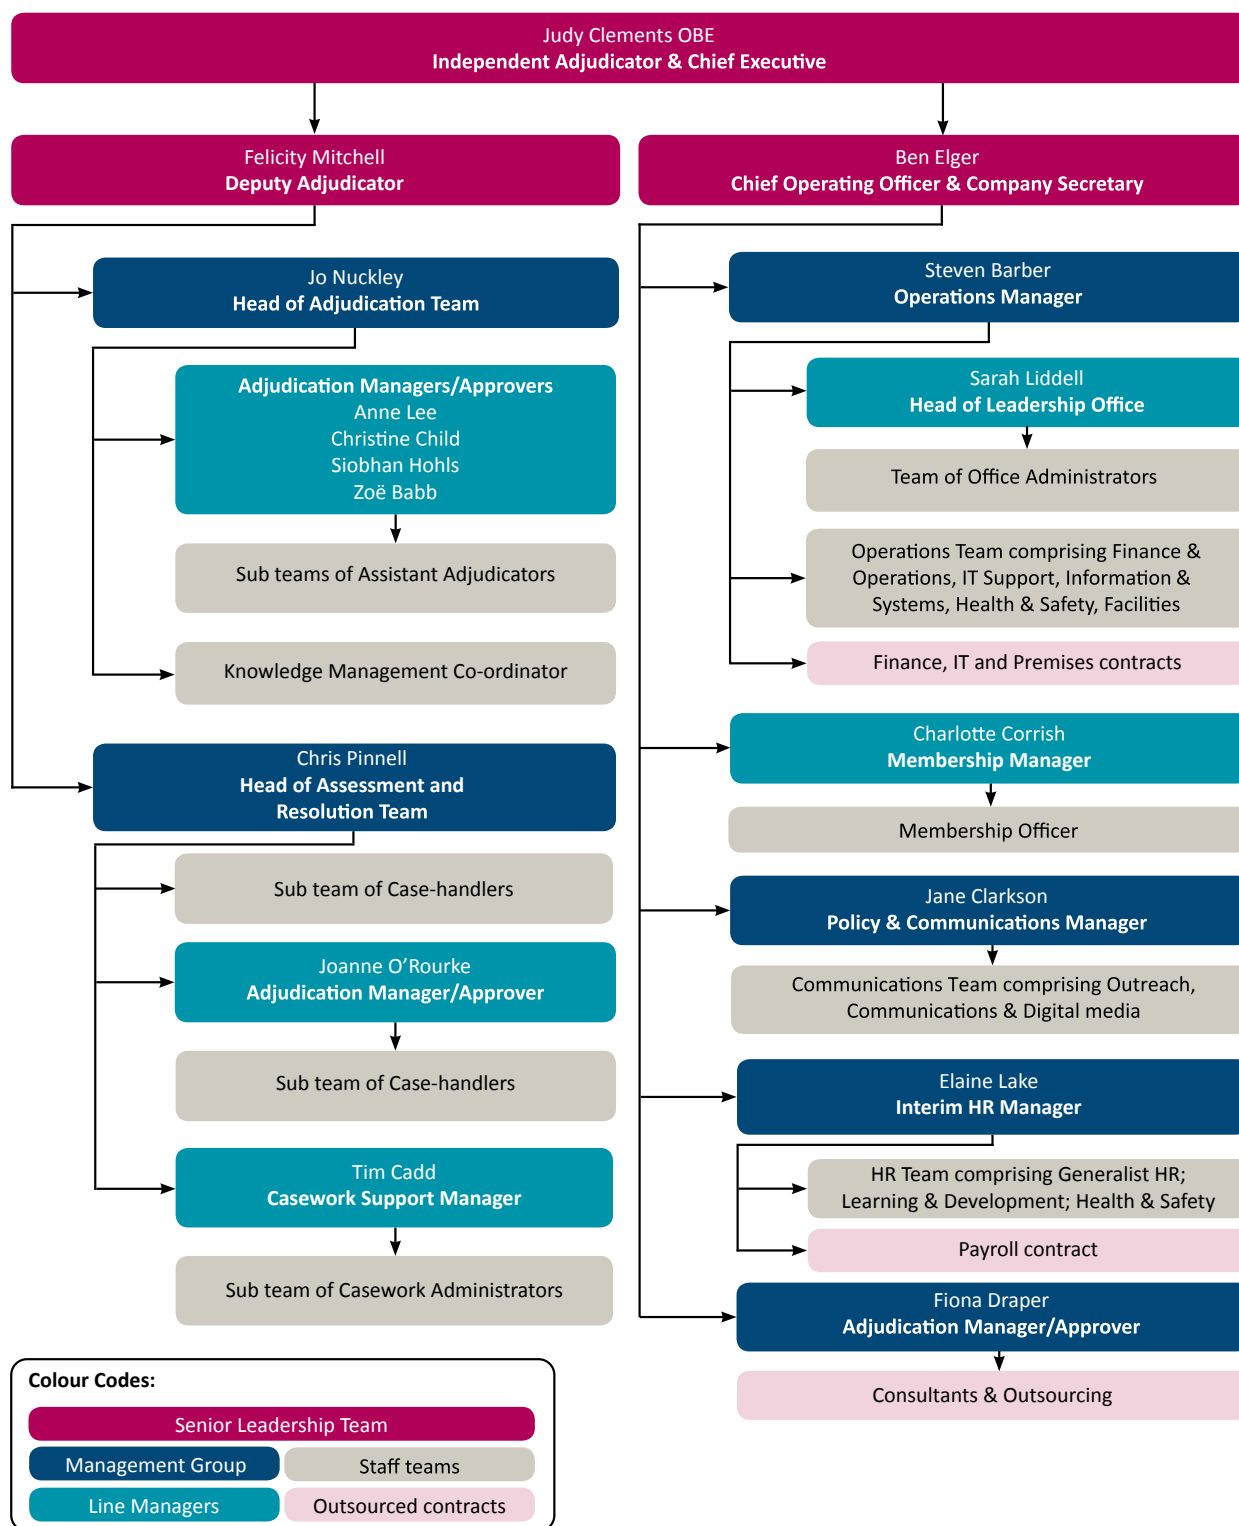 Judy Clements OBE
Independent Adjudicator & Chief Executive
Felicity Mitchell
Deputy Adjudicator
Jo Nuckley
Head of Adjudication Team
Adjudication Managers/Approvers
Anne Lee
Christine Child
Siobhan Hohls
Zoë Babb
Sub teams of Assistant Adjudicators
Knowledge Management Co-ordinator
Chris Pinnell
Head of Assessment and
Resolution Team
Sub team of Case-handlers
Joanne O’Rourke
Adjudication Manager/Approver
Sub team of Case-handlers
Tim Cadd
Casework Support Manager
Sub team of Casework Administrators
Ben Elger
Chief Operating Officer & Company Secretary
Steven Barber
Operations Manager
Sarah Liddell
Head of Leadership Office
Team of Office Administrators
Operations Team comprising Finance &
Operations, IT Support, Information &
Systems, Health & Safety, Facilities
Finance, IT and Premises contracts
Charlotte Corrish
Membership Manager
Membership Officer
Jane Clarkson
Policy & Communications Manager
Communications Team comprising Outreach,
Communications & Digital media
Elaine Lake
Interim HR Manager
HR Team comprising Generalist HR;
Learning & Development; Health & Safety
Payroll contract
Fiona Draper
Adjudication Manager/Approver
Consultants & Outsourcing
Colour Codes:
Senior Leadership Team
Management Group
Staff teams
Line Managers
Outsourced contracts